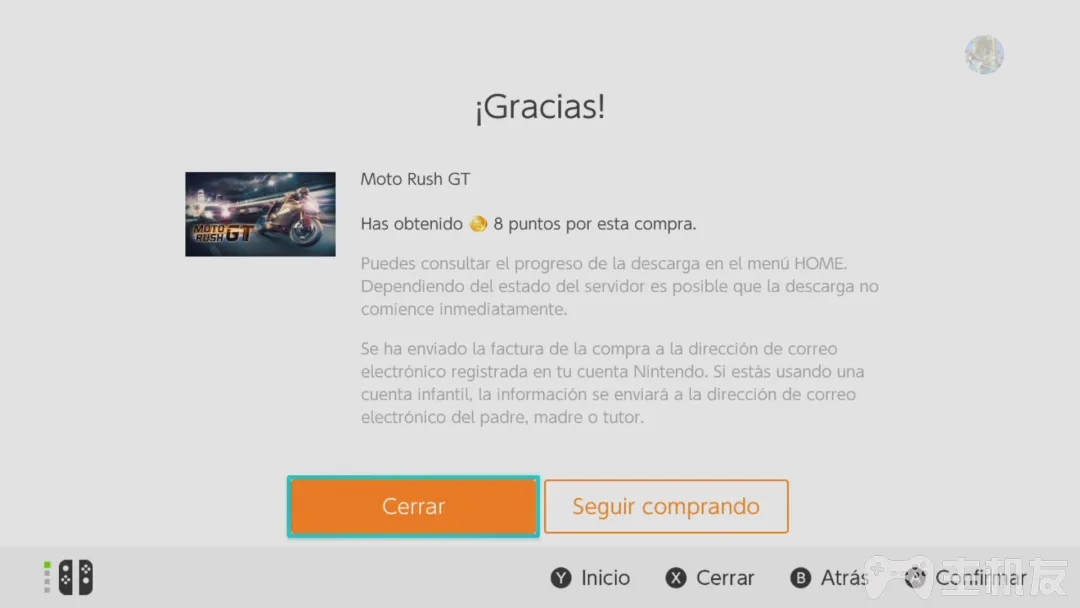 ¡Gracias!
Moto Rush GT
MOTO
RUSH GT
Has obtenido 8 puntos por esta compra.
Puedes consultar el progreso de la descarga en el menú HOME.
Dependiendo del estado del servidor es posible que la descarga no
comience inmediatamente.
Se ha enviado la factura de la compra a la dirección de correo
electrónico registrada en tu cuenta Nintendo. Si estás usando una
cuenta infantil, la información se enviará a la dirección de correo
electrónico del padre, madre o tutor.
Cerrar
Seguir comprando
Y Inicio X Cerrar B Atrás A Confirmar
主机友